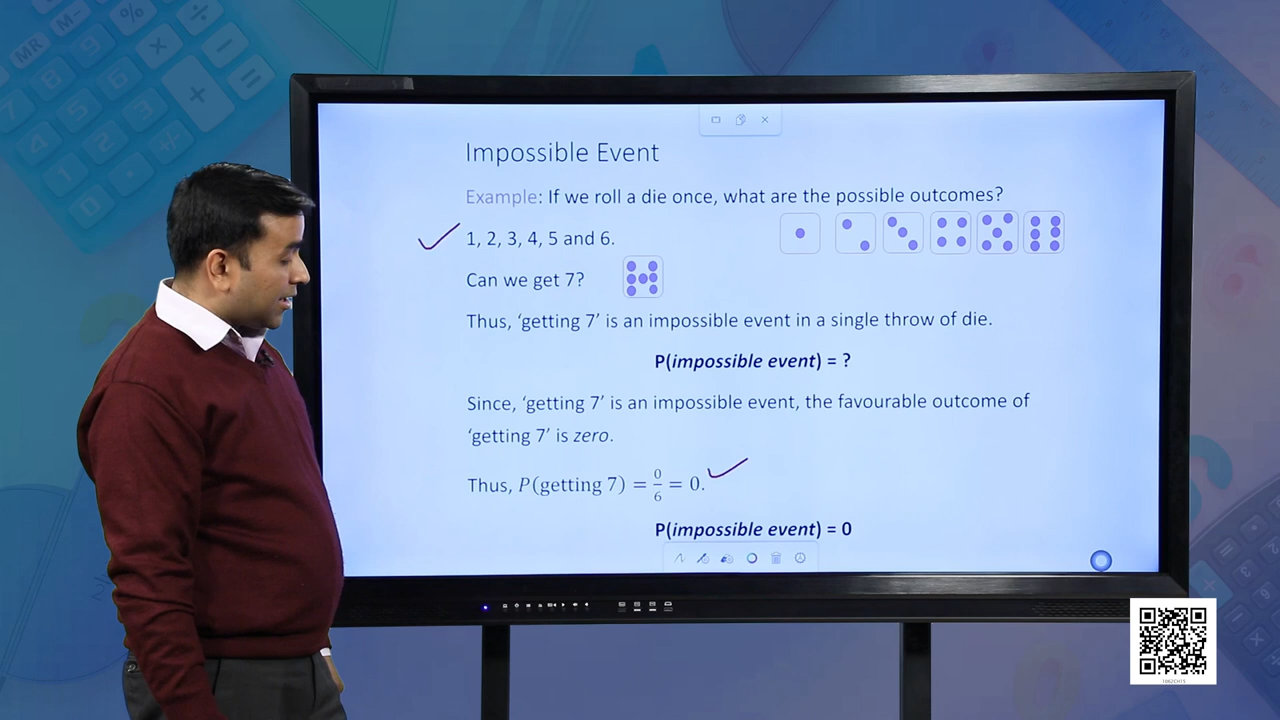 Impossible Event
Example: If we roll a die once, what are the possible outcomes?
1, 2, 3, 4, 5 and 6.
Can we get 7?
Thus, ‘getting 7’ is an impossible event in a single throw of die.
P(impossible event) = ?
Since, ‘getting 7’ is an impossible event, the favourable outcome of
‘getting 7’ is zero.
Thus, P(getting 7) = 0/6 = 0.
P(impossible event) = 0
1062CH15